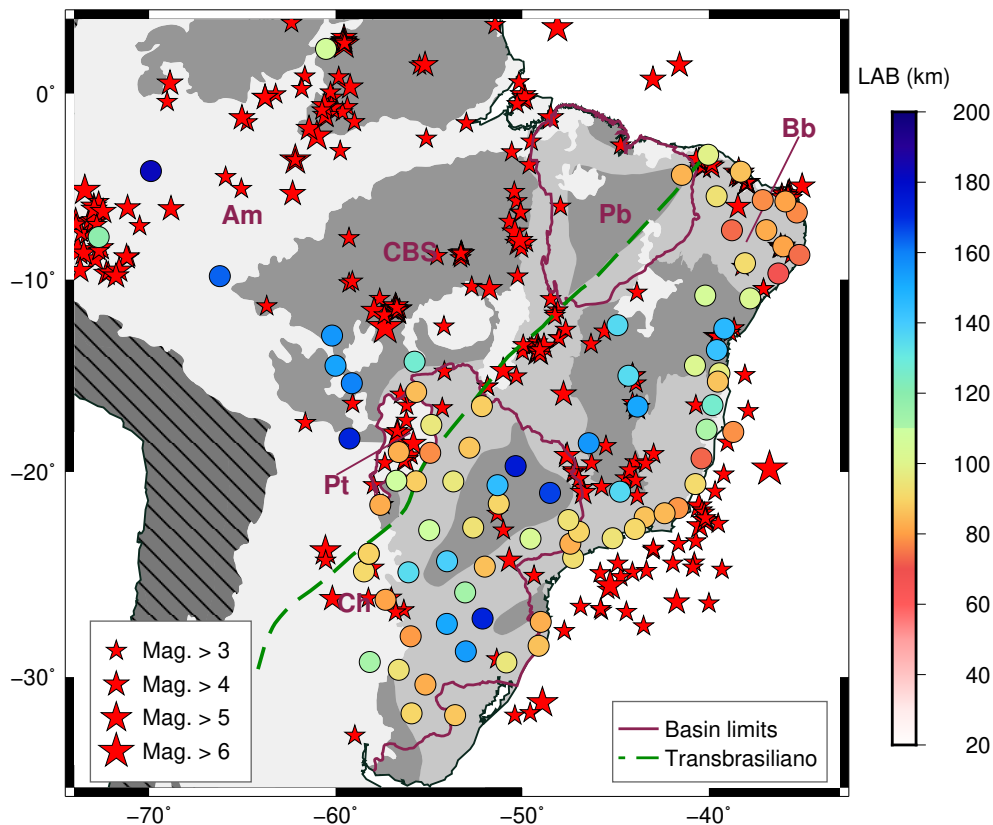 LAB (km)
0°
−10°
−20°
−30°
−70°
−60°
−50°
−40°
Am
CBS
Pb
Bb
Pt
Ch
Mag. > 3
Mag. > 4
Mag. > 5
Mag. > 6
Basin limits
Transbrasiliano
200
180
160
140
120
100
80
60
40
20